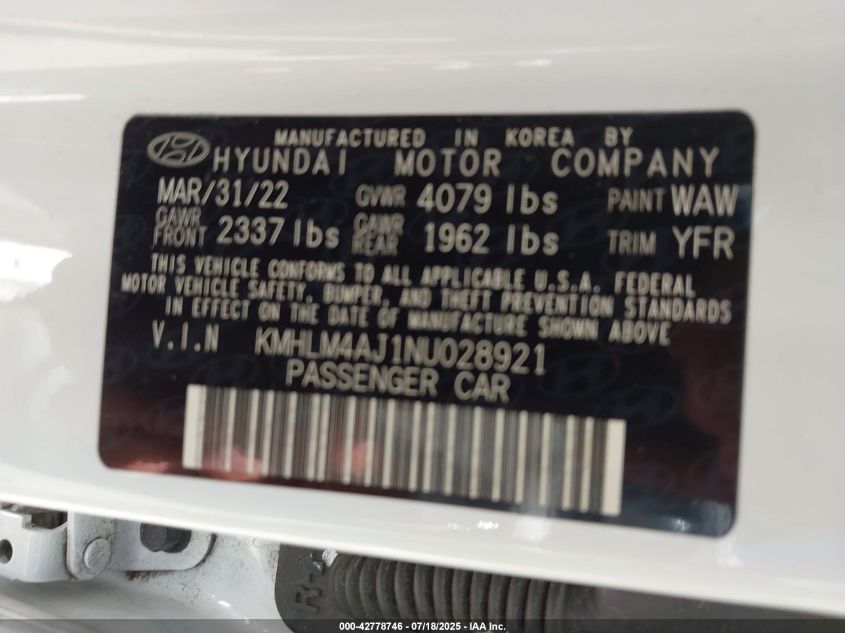 MANUFACTURED IN KOREA BY
HYUNDAI MOTOR COMPANY
MAR/31/22 GVWR 4079 lbs PAINT WAW
GAWR FRONT 2337 lbs GAWR REAR 1962 lbs TRIM YFR
THIS VEHICLE CONFORMS TO ALL APPLICABLE U.S.A. FEDERAL
MOTOR VEHICLE SAFETY, BUMPER, AND THEFT PREVENTION STANDARDS
IN EFFECT ON THE DATE OF MANUFACTURE SHOWN ABOVE
V.I.N KMHLM4AJ1NU028921
PASSENGER CAR
000-42778746 - 07/18/2025 - IAAI, Inc.